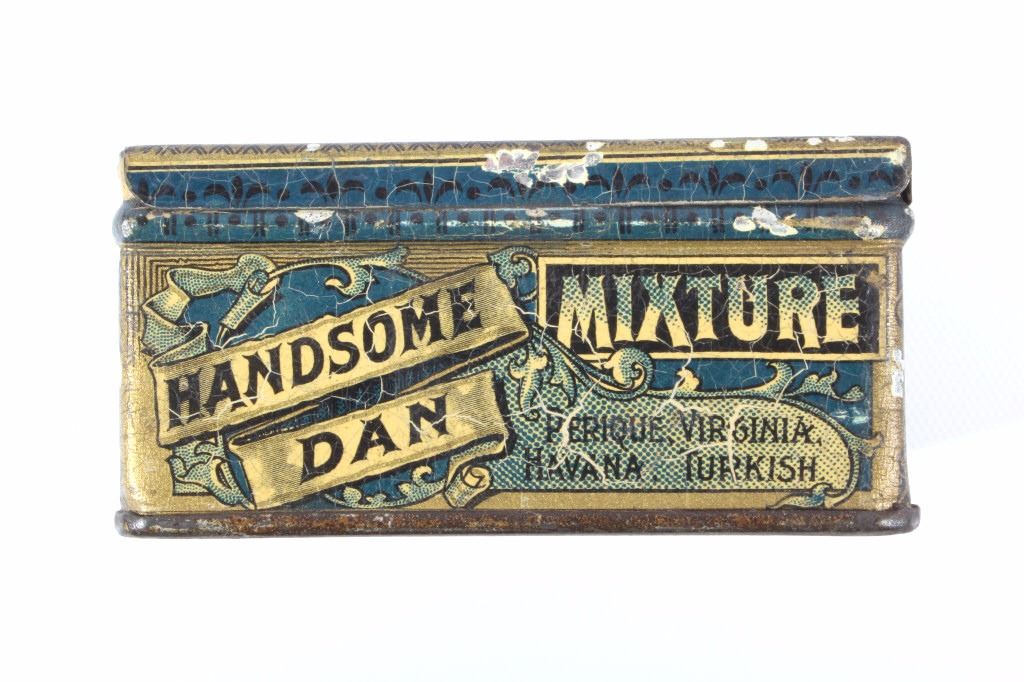 HANDSOME
DAN
MIXTURE
PERIQUE, VIRGINIA,
HAVANA TURKISH